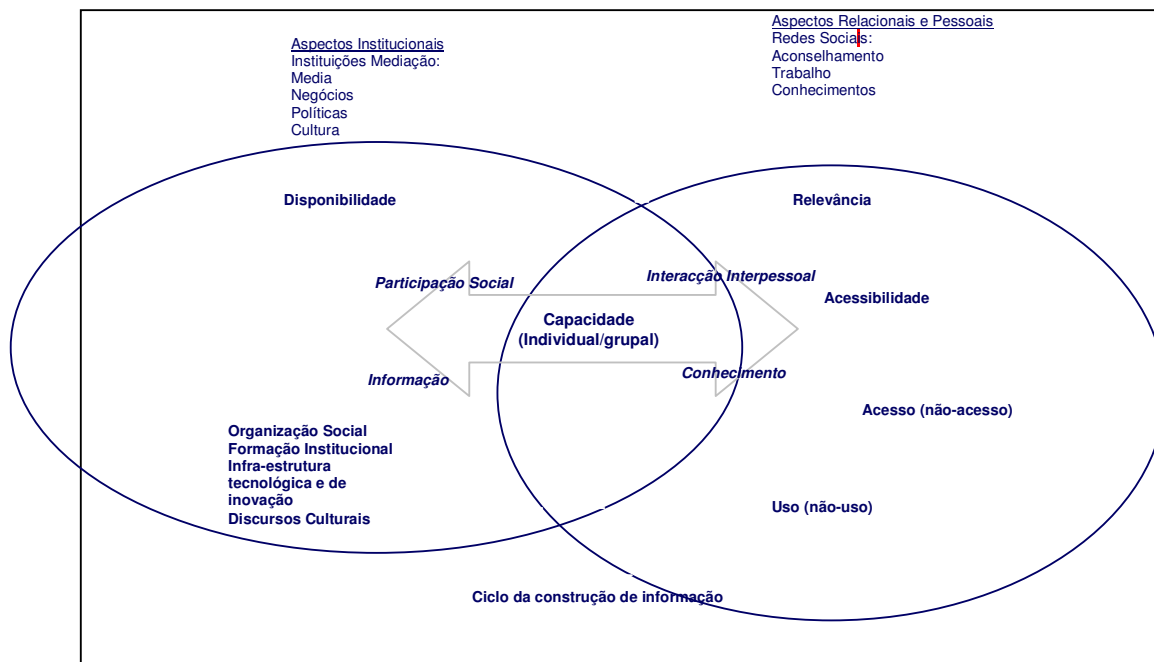 Aspectos Institucionais
Instituições Mediação:
Media
Negócios
Políticas
Cultura
Aspectos Relacionais e Pessoais
Redes Sociais:
Aconselhamento
Trabalho
Conhecimentos
Disponibilidade
Relevância
Participação Social
Interacção Interpessoal
Acessibilidade
Capacidade
(Individual/grupal)
Informação
Conhecimento
Acesso (não-acesso)
Organização Social
Formação Institucional
Infra-estrutura
tecnológica e de
inovação
Discursos Culturais
Uso (não-uso)
Ciclo da construção de informação